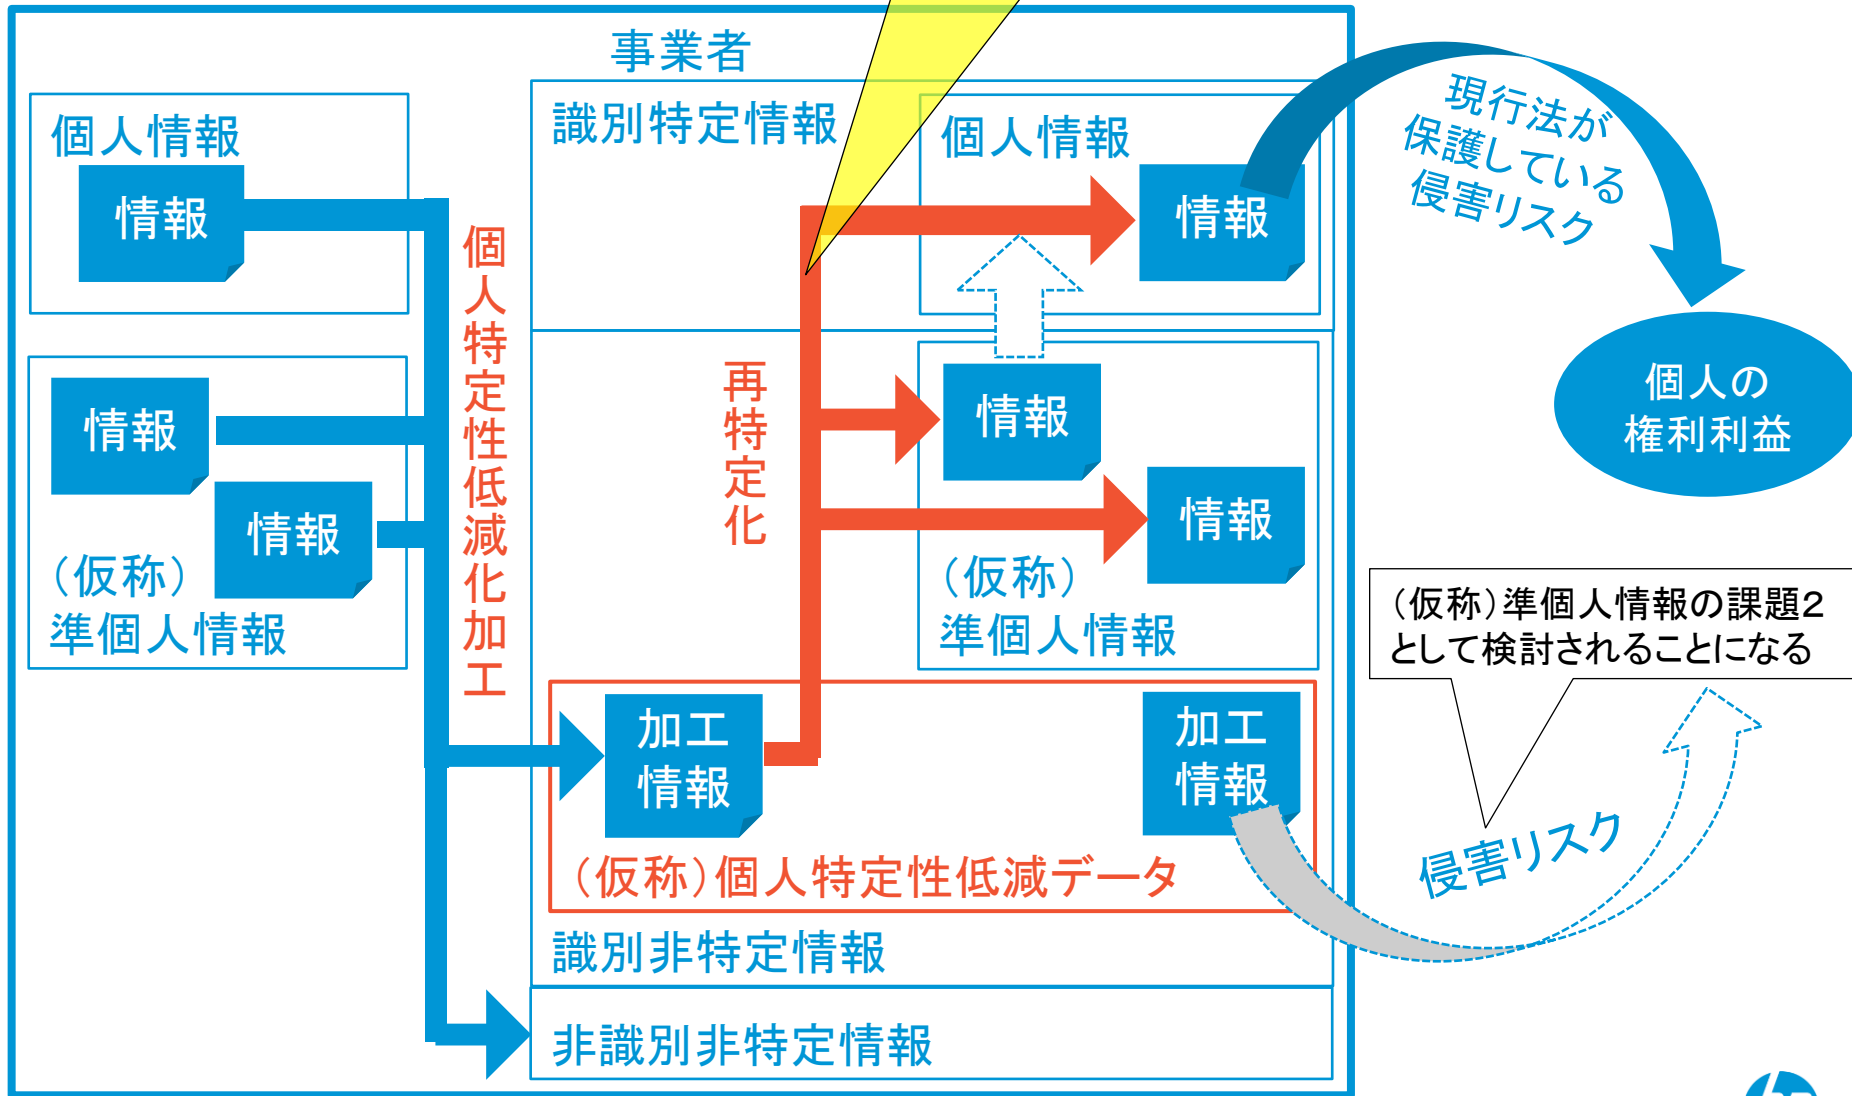 事業者
個人情報
情報
情報
情報
（仮称）
準個人情報
個人特定性低減化加工
識別特定情報
個人情報
情報
再特定化
情報
情報
（仮称）
準個人情報
加工
情報
加工
情報
（仮称）個人特定性低減データ
識別非特定情報
非識別非特定情報
現行法が
保護している
侵害リスク
個人の
権利利益
（仮称）準個人情報の課題２
として検討されることになる
侵害リスク